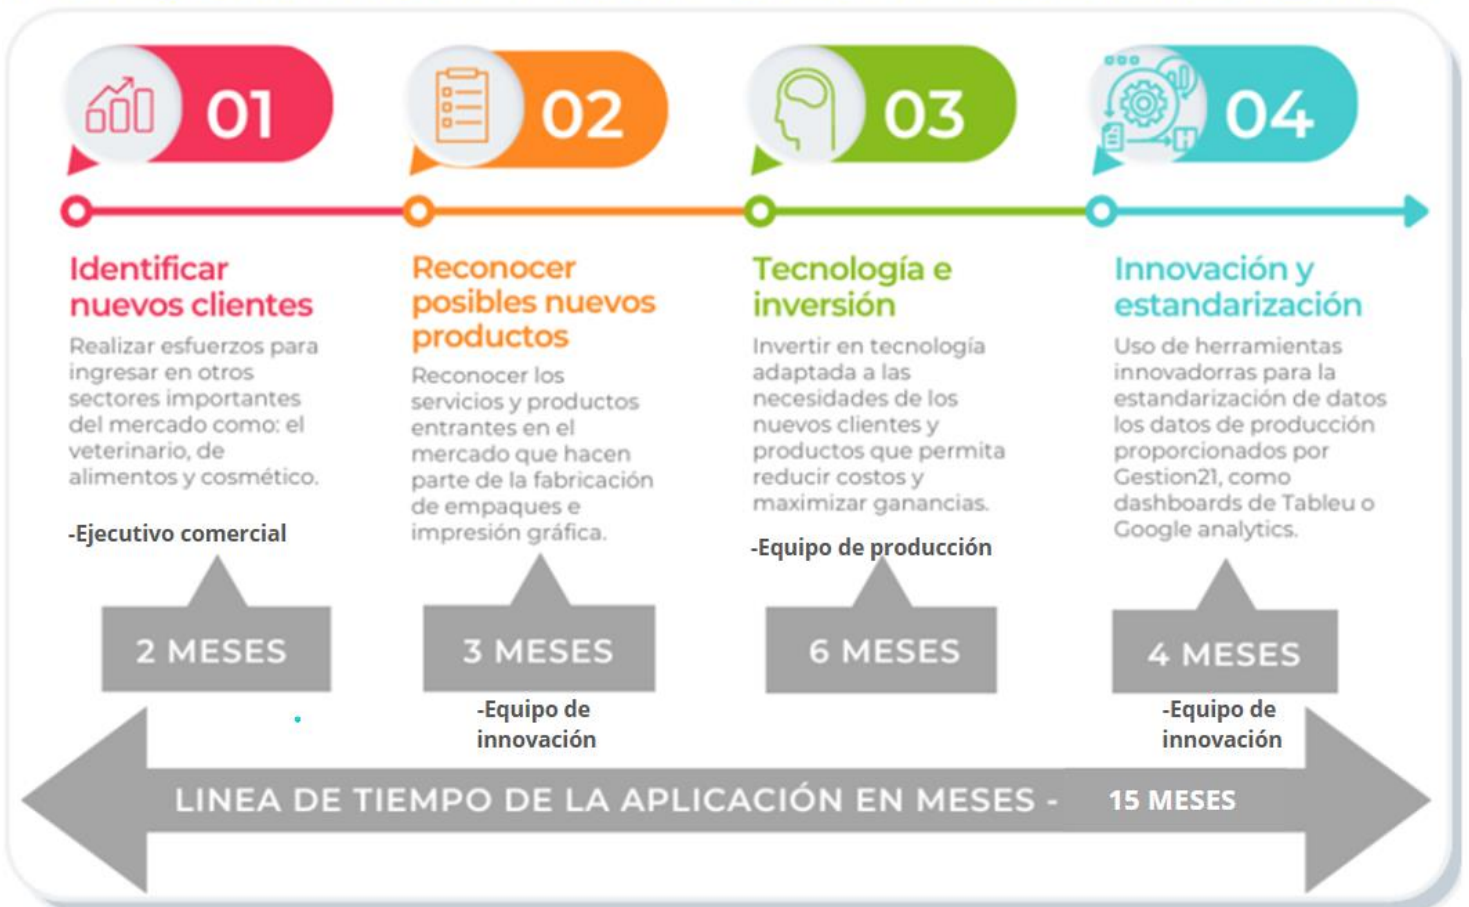 01
Identificar
nuevos clientes
Realizar esfuerzos para
ingresar en otros
sectores importantes
del mercado como: el
veterinario, de
alimentos y cosmético.
-Ejecutivo comercial
2 MESES
02
Reconocer
posibles nuevos
productos
Reconocer los
servicios y productos
entrantes en el
mercado que hacen
parte de la fabricación
de empaques e
impresión gráfica.
3 MESES
-Equipo de
innovación
03
Tecnología e
inversión
Invertir en tecnología
adaptada a las
necesidades de los
nuevos clientes y
productos que permita
reducir costos y
maximizar ganancias.
-Equipo de producción
6 MESES
04
Innovación y
estandarización
Uso de herramientas
innovadorras para la
estandarización de datos
los datos de producción
proporcionados por
Gestion21, como
dashboards de Tableu o
Google analytics.
4 MESES
-Equipo de
innovación
LINEA DE TIEMPO DE LA APLICACIÓN EN MESES - 15 MESES